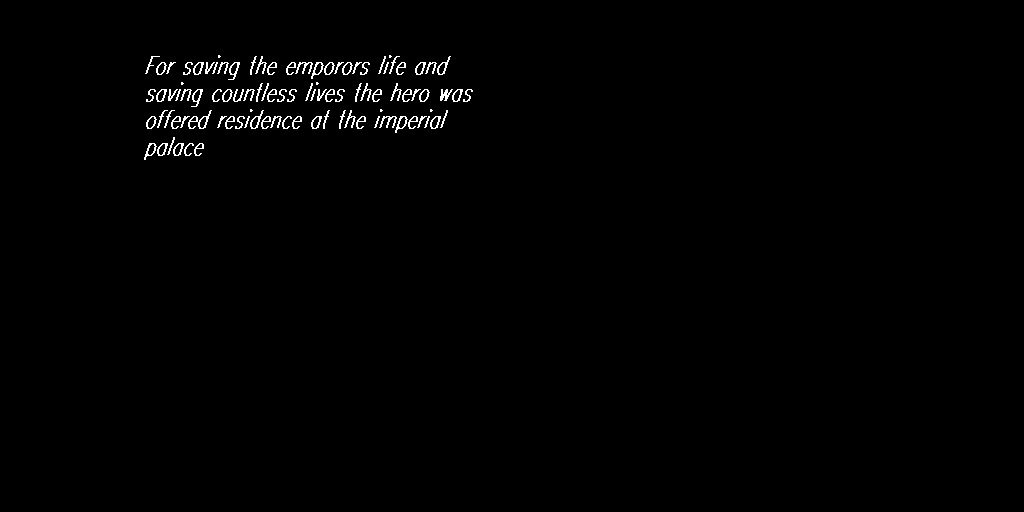 For saving the emporors life and
saving countless lives the hero was
offered residence at the imperial
palace